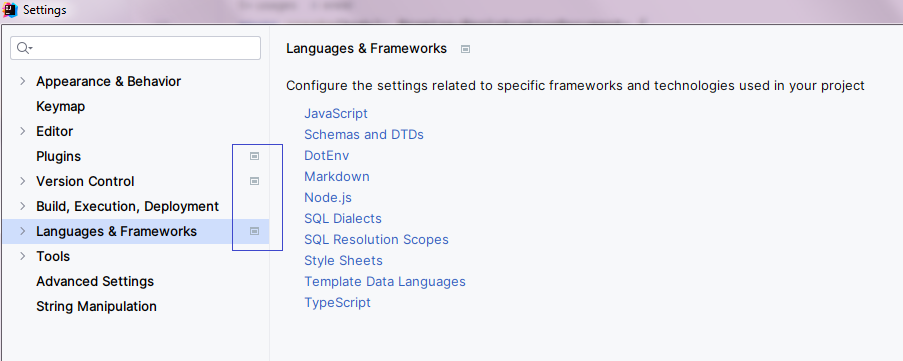 Settings
Languages & Frameworks
Appearance & Behavior
Keymap
Editor
Plugins
Version Control
Build, Execution, Deployment
Languages & Frameworks
Tools
Advanced Settings
String Manipulation
Configure the settings related to specific frameworks and technologies used in your project
JavaScript
Schemas and DTDs
DotEnv
Markdown
Node.js
SQL Dialects
SQL Resolution Scopes
Style Sheets
Template Data Languages
TypeScript